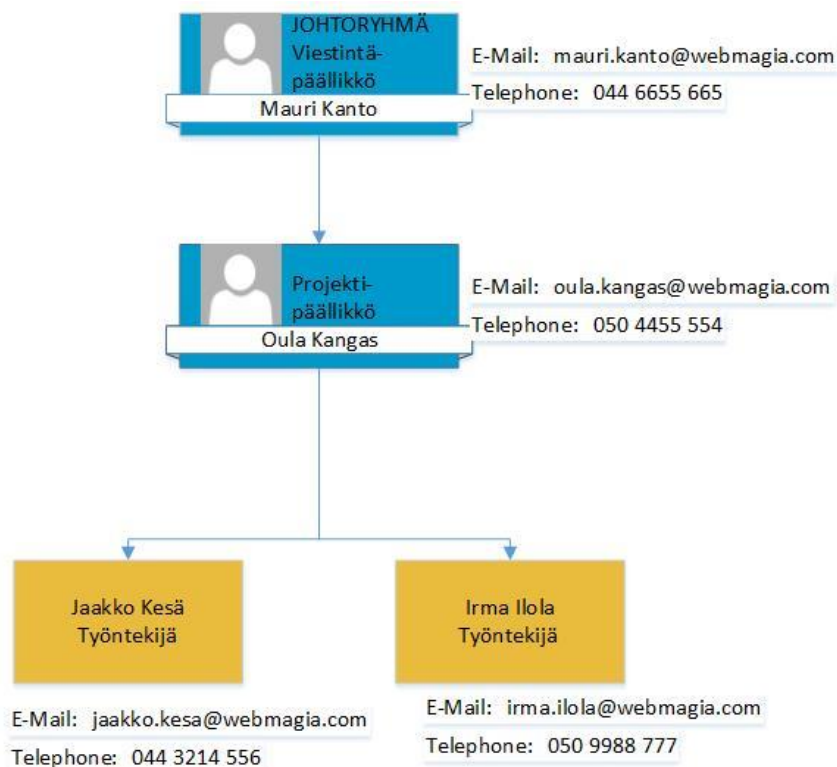 JOHTORYHMÄ
Viestintä-
päällikkö
Mauri Kanto
E-Mail: mauri.kanto@webmagia.com
Telephone: 044 6655 665
Projekti-
päällikkö
Oula Kangas
E-Mail: oula.kangas@webmagia.com
Telephone: 050 4455 554
Jaakko Kesä
Työntekijä
E-Mail: jaakko.kesa@webmagia.com
Telephone: 044 3214 556
Irma Ilola
Työntekijä
E-Mail: irma.ilola@webmagia.com
Telephone: 050 9988 777